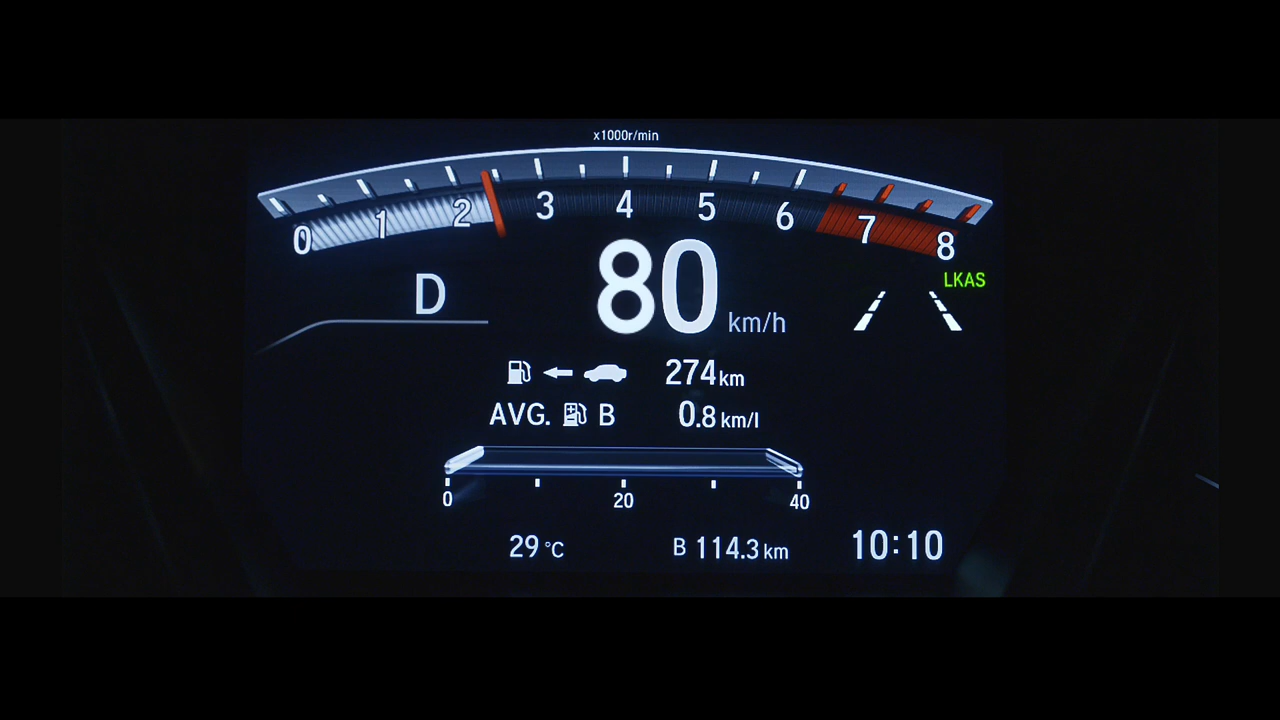 x1000r/min
0 1 2 3 4 5 6 7 8
LKAS
D 80 km/h
274 km
AVG. B 0.8 km/l
0 20 40
29 °C B 114.3 km 10:10